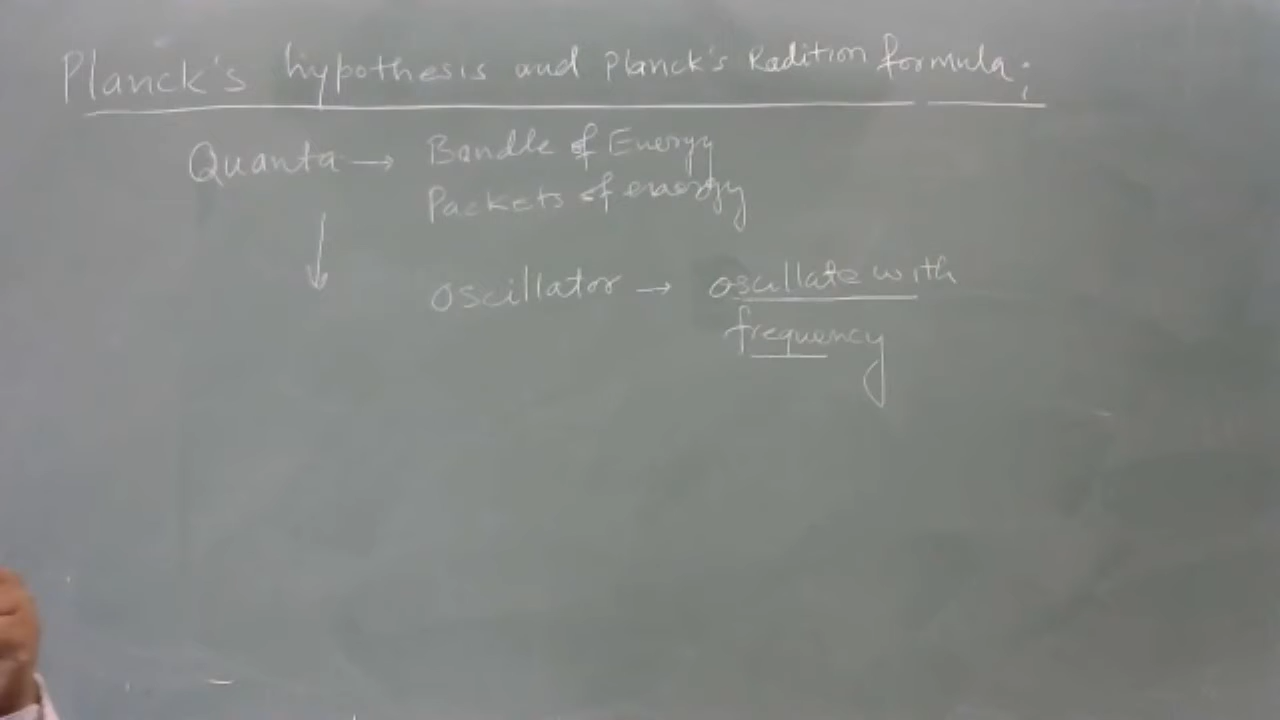 Planck's hypothesis and Planck's Radition formula:
Quanta → Bandle of Energy
Packets of energy
↓
Oscillator → oscillate with
frequency